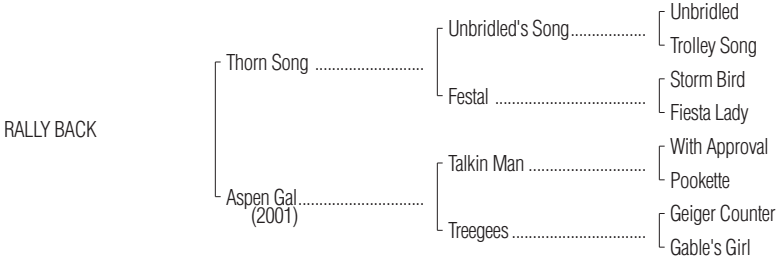 Unbridled
Unbridled's Song..................
Trolley Song
Thorn Song ..........................
Storm Bird
Festal ....................................
Fiesta Lady
RALLY BACK
With Approval
Talkin Man ............................
Pookette
Aspen Gal..............................
(2001)
Geiger Counter
Treegees ................................
Gable's Girl